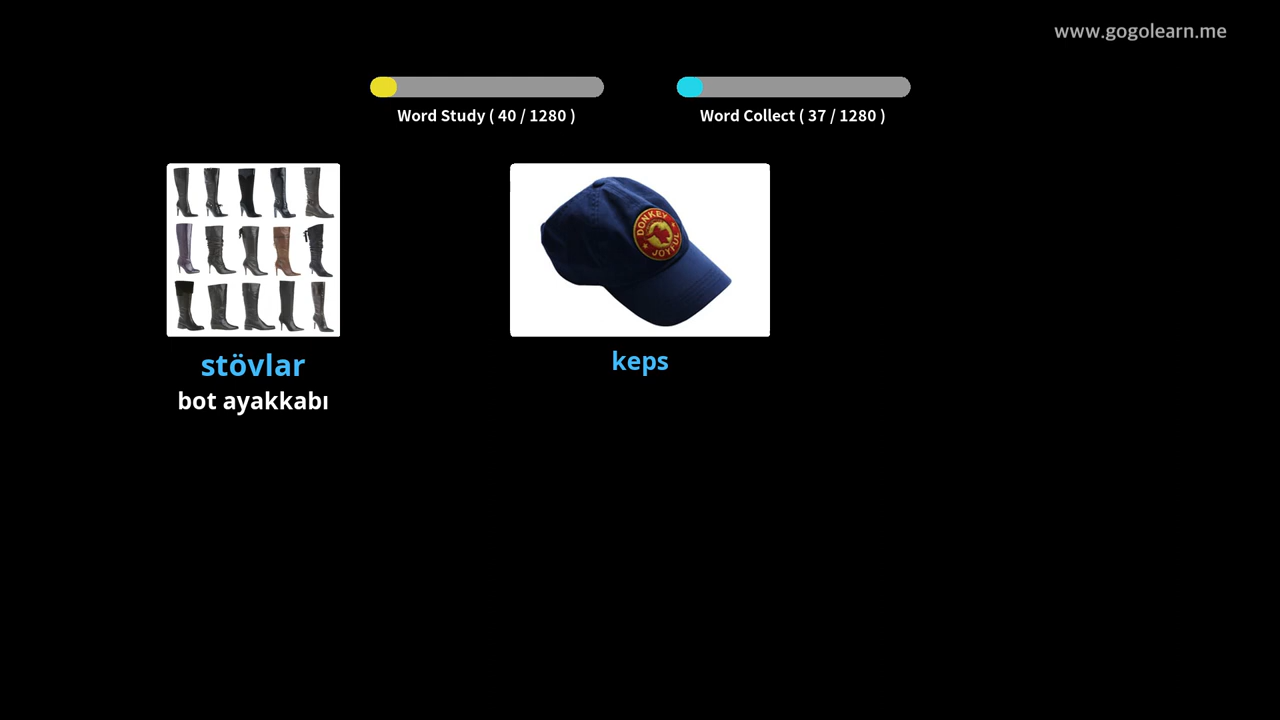 www.gogolearn.me
Word Study ( 40 / 1280 )
Word Collect ( 37 / 1280 )
DONKEY
JOYFUL
stövlar
bot ayakkabı
keps